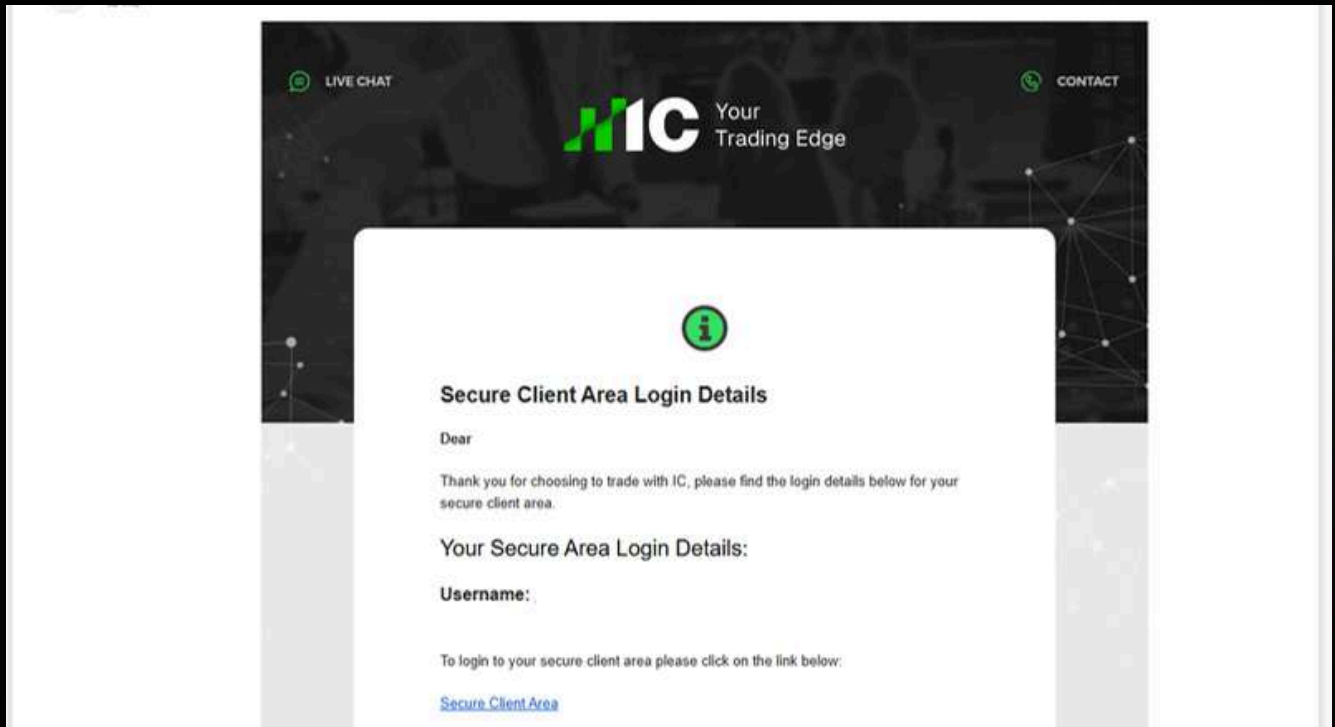 LIVE CHAT
IC
Your
Trading Edge
CONTACT
Secure Client Area Login Details
Dear
Thank you for choosing to trade with IC, please find the login details below for your
secure client area.
Your Secure Area Login Details:
Username:
To login to your secure client area please click on the link below:
Secure Client Area